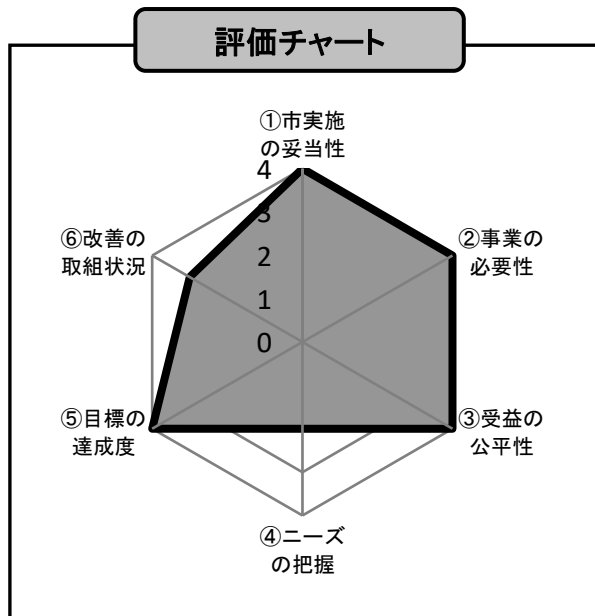 評価チャート
①市実施
の妥当性
4
3
2
1
0
②事業の
必要性
③受益の
公平性
④ニーズ
の把握
⑤目標の
達成度
⑥改善の
取組状況